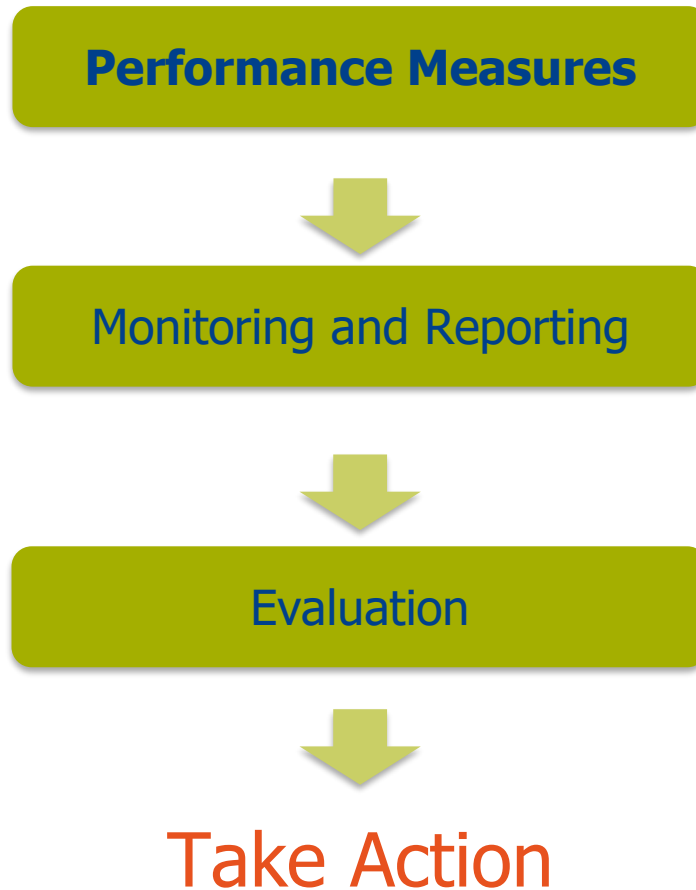 Performance Measures
Monitoring and Reporting
Evaluation
Take Action